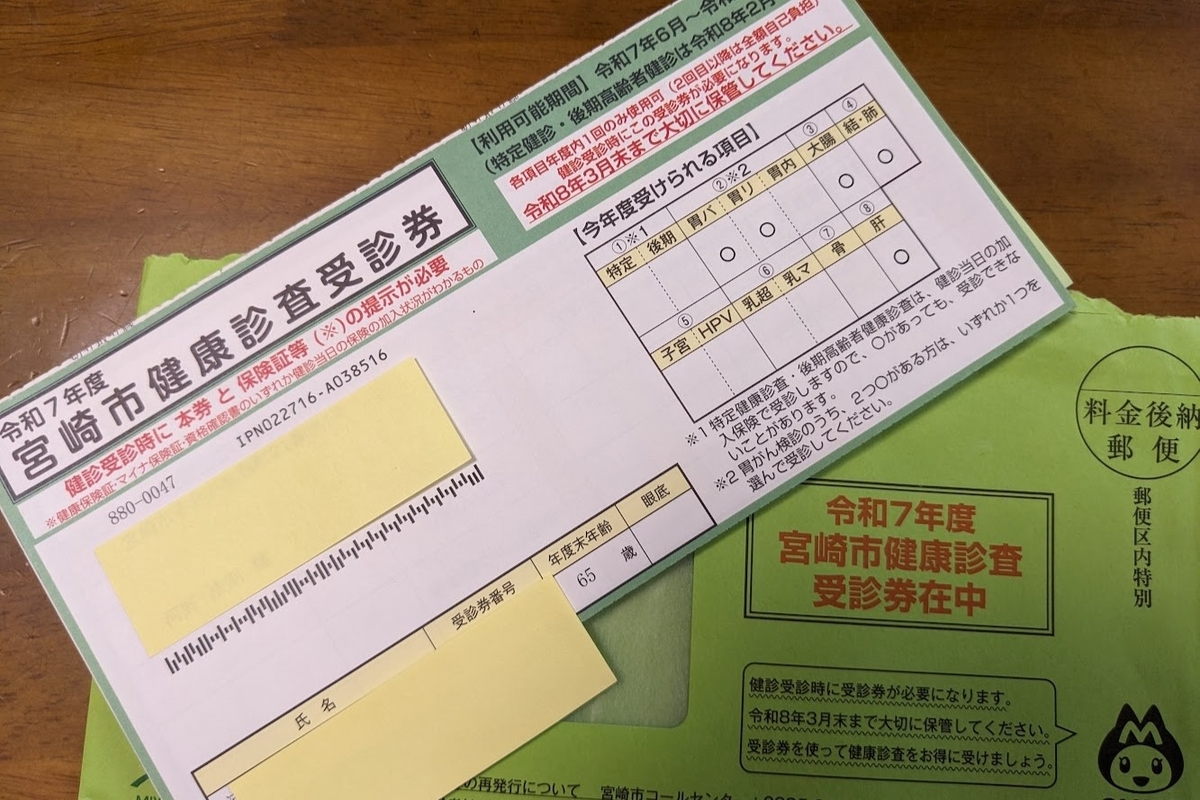 令和7年度
宮崎市健康診査受診券
健診受診時に 本券 と 保険証等（※）の提示が必要
※健康保険証・マイナ保険証・資格確認書のいずれか健診当日の保険の加入状況がわかるもの
IPN022716-A038516
880-0047
【利用可能期間】令和7年6月～令和
（特定健診・後期高齢者健診は令和8年2月
各項目年度内1回のみ使用可（2回目以降は全額自己負担）
健診受診時にこの受診券が必要になります。
令和8年3月末まで大切に保管してください。
【今年度受けられる項目】
①※1 ②※2 ③ ④
特定 後期 胃バ 胃リ 胃内 大腸 結・肺
○ ○ ○ ○
⑤ ⑥ ⑦ ⑧
子宮 HPV 乳超 乳マ 骨 肝
○
※1 特定健康診査・後期高齢者健康診査は、健診当日の加
入保険で受診しますので、○があっても、受診できな
いことがあります。
※2 胃がん検診のうち、2つ○がある方は、いずれか1つを
選んで受診してください。
氏 名 受診券番号 年度末年齢 眼底
65 歳
料金後納
郵便
郵便区内特別
令和7年度
宮崎市健康診査
受診券在中
健診受診時に受診券が必要になります。
令和8年3月末まで大切に保管してください。
受診券を使って健康診査をお得に受けましょう。
の再発行について 宮崎市コールセンター